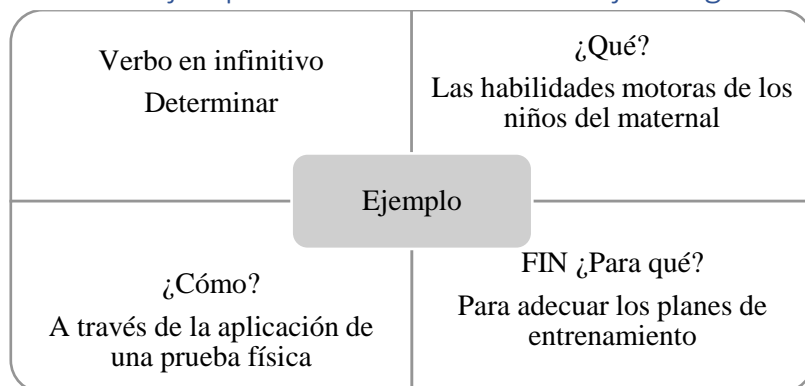 Verbo en infinitivo
Determinar
¿Qué?
Las habilidades motoras de los
niños del maternal
Ejemplo
¿Cómo?
A través de la aplicación de
una prueba física
FIN ¿Para qué?
Para adecuar los planes de
entrenamiento